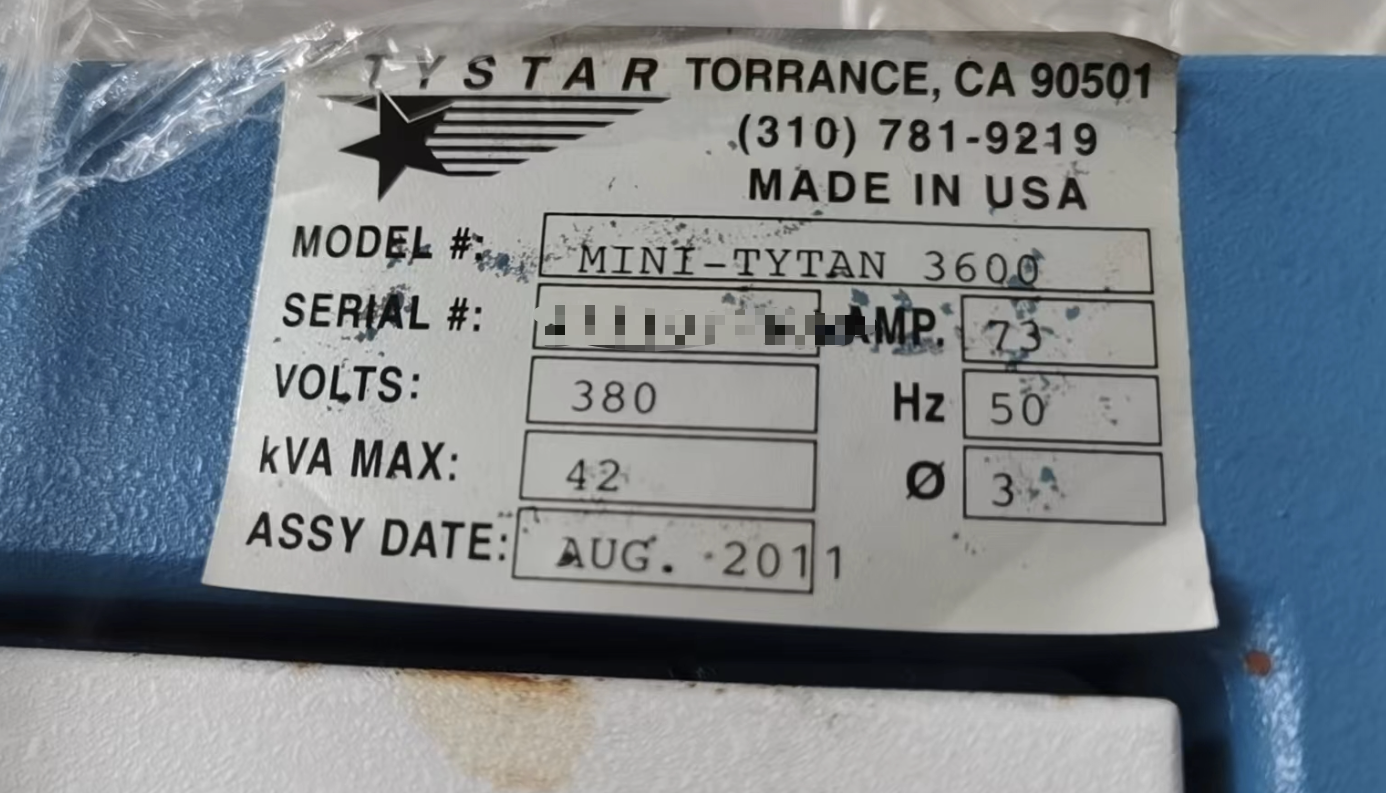 TYSTAR TORRANCE, CA 90501
(310) 781-9219
MADE IN USA
MODEL #: MINI-TYTAN 3600
SERIAL #: AMP. 73
VOLTS: 380 Hz 50
kVA MAX: 42 Ø 3
ASSY DATE: AUG. 2011